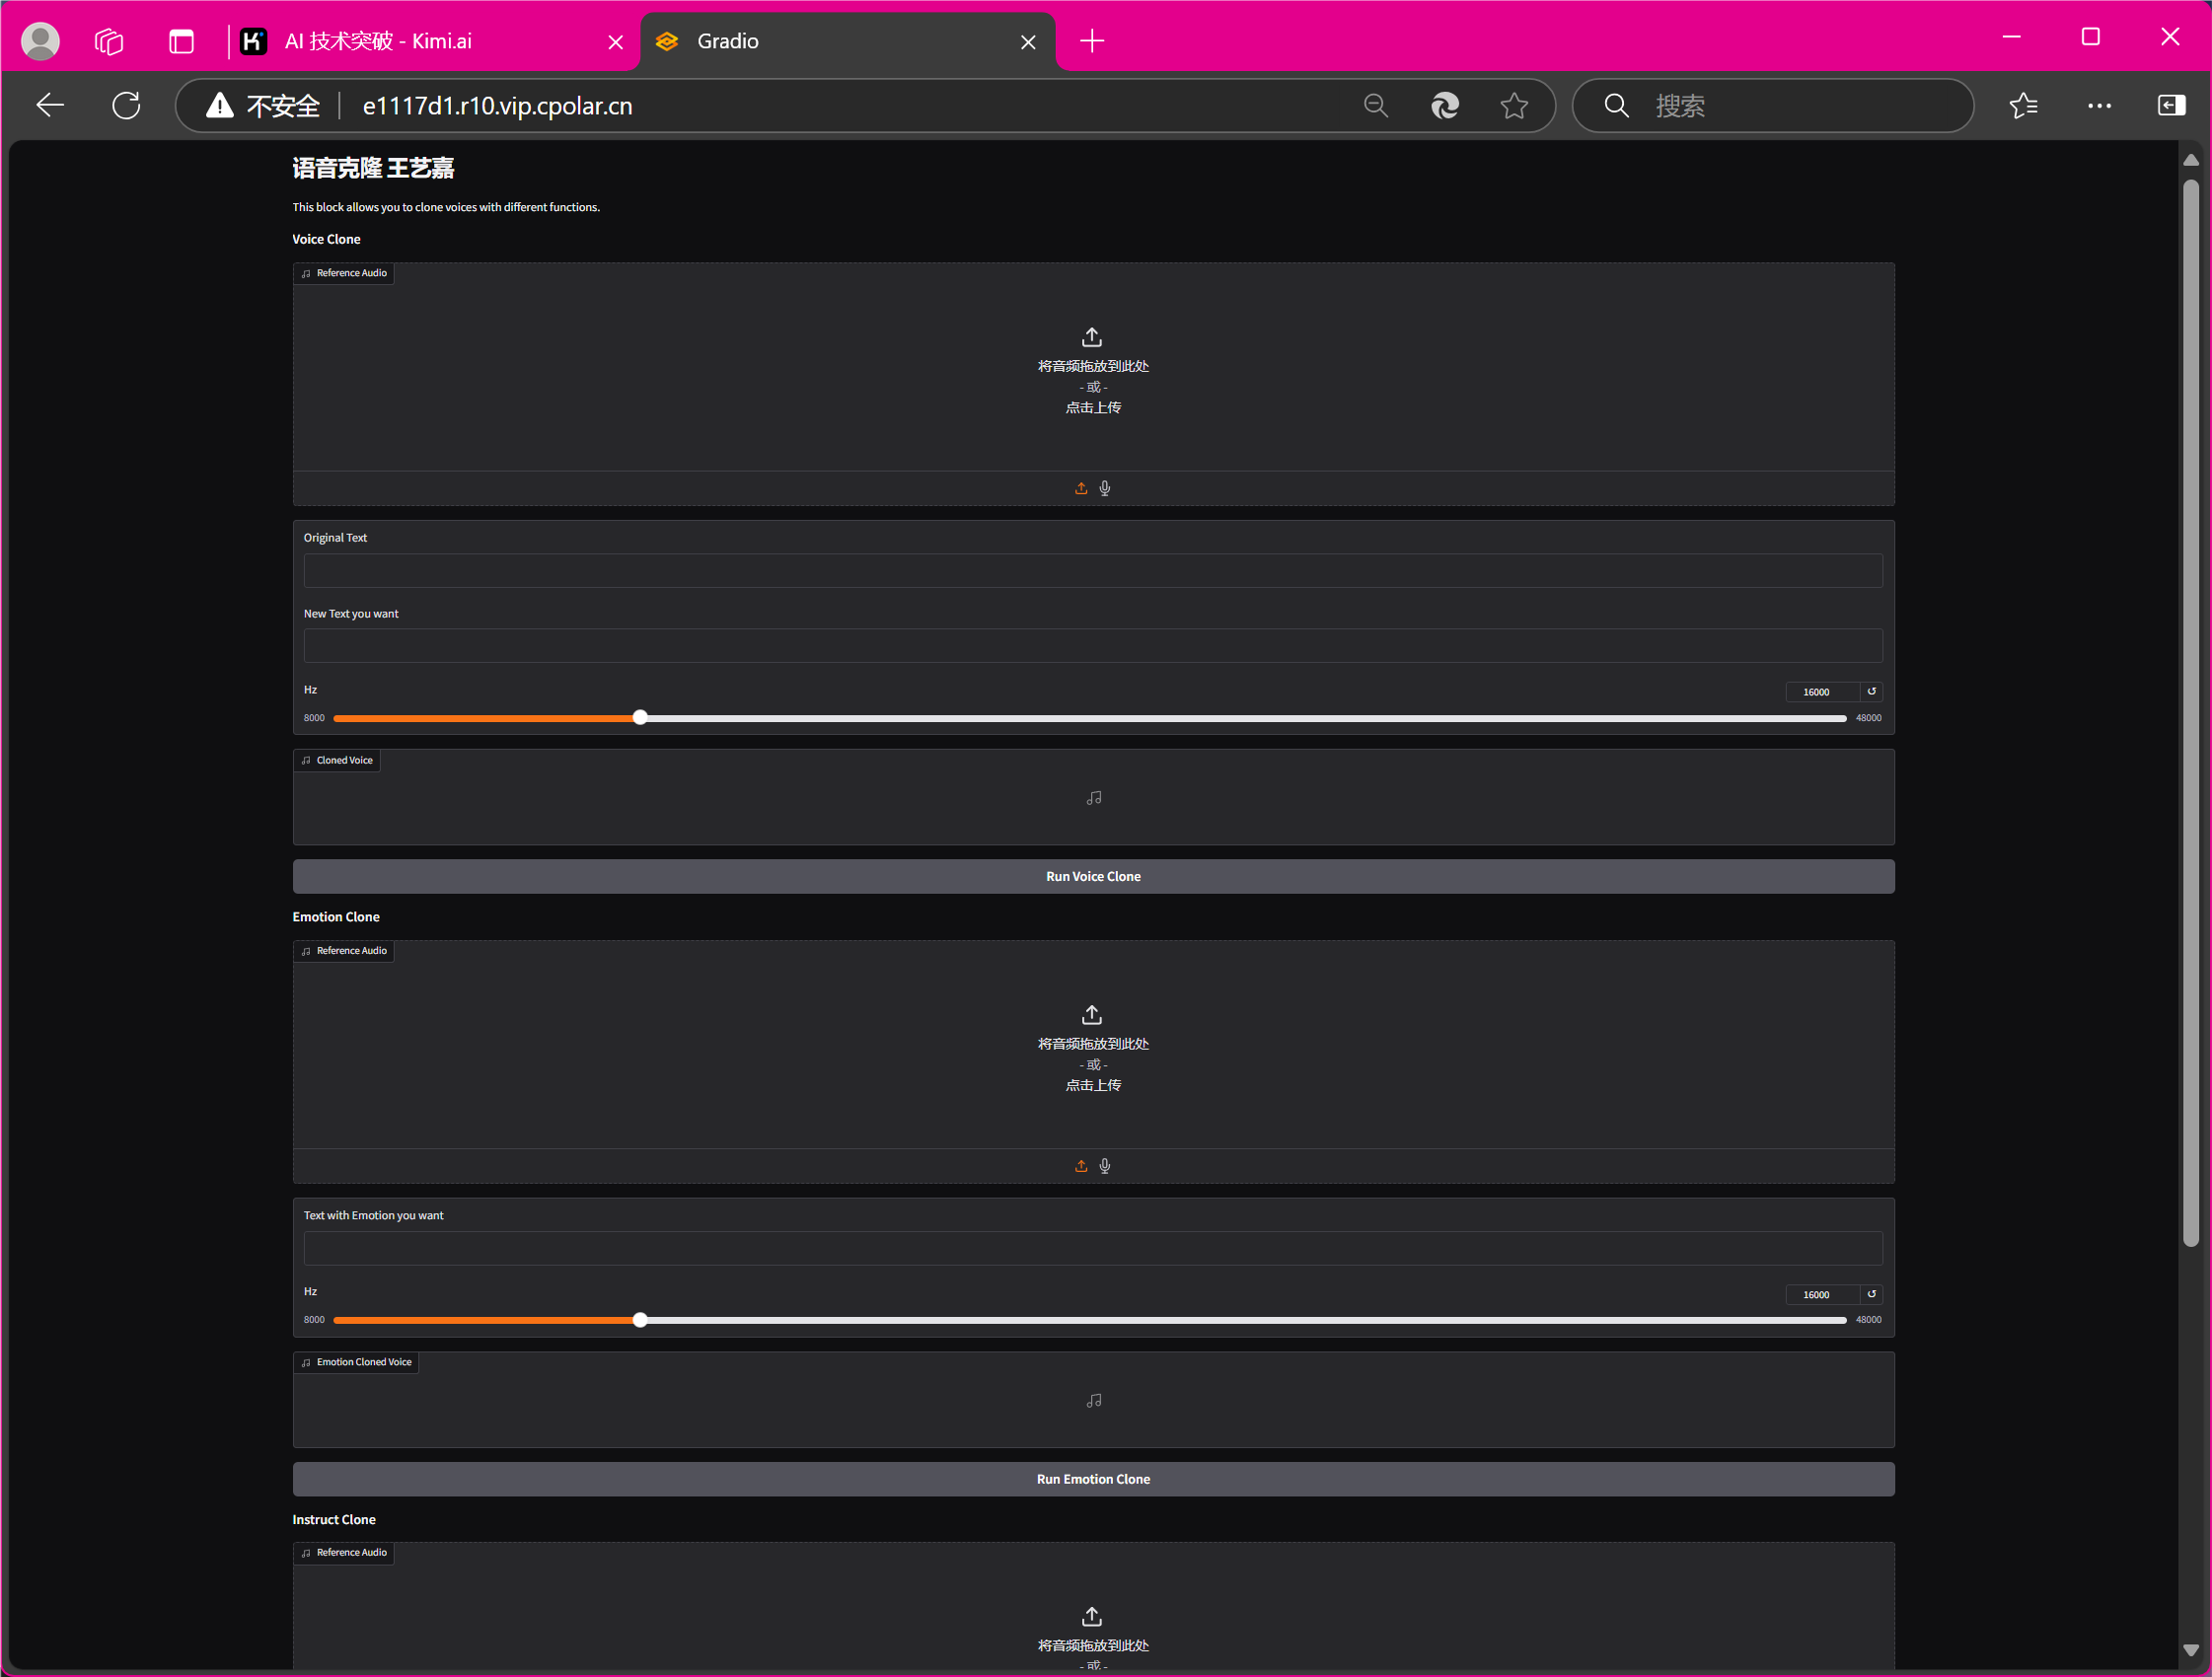 AI 技术突破 - Kimi.ai
Gradio
不安全
e1117d1.r10.vip.cpolar.cn
搜索
语音克隆 王艺嘉
This block allows you to clone voices with different functions.
Voice Clone
Reference Audio
将音频拖放到此处
- 或 -
点击上传
Original Text
New Text you want
Hz
16000
8000
48000
Cloned Voice
Run Voice Clone
Emotion Clone
Reference Audio
将音频拖放到此处
- 或 -
点击上传
Text with Emotion you want
Hz
16000
8000
48000
Emotion Cloned Voice
Run Emotion Clone
Instruct Clone
Reference Audio
将音频拖放到此处
- 或 -